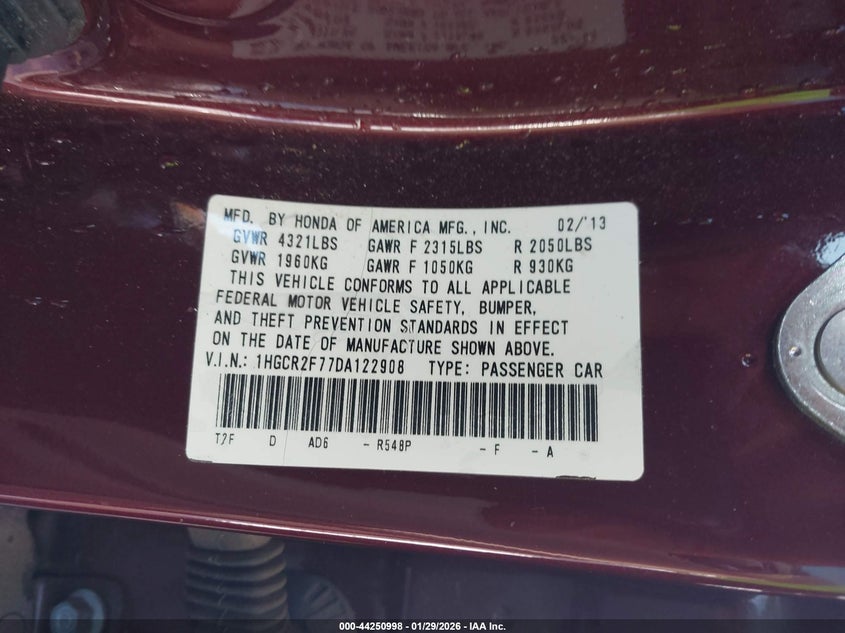 MFD. BY HONDA OF AMERICA MFG., INC. 02/'13
GVWR 4321LBS GAWR F 2315LBS R 2050LBS
GVWR 1960KG GAWR F 1050KG R 930KG
THIS VEHICLE CONFORMS TO ALL APPLICABLE
FEDERAL MOTOR VEHICLE SAFETY, BUMPER,
AND THEFT PREVENTION STANDARDS IN EFFECT
ON THE DATE OF MANUFACTURE SHOWN ABOVE.
V.I.N.: 1HGCR2F77DA122908 TYPE: PASSENGER CAR
T2F D AD6 - R548P - F - A
000-44250998 | 01/29/2026 - IAA Inc.